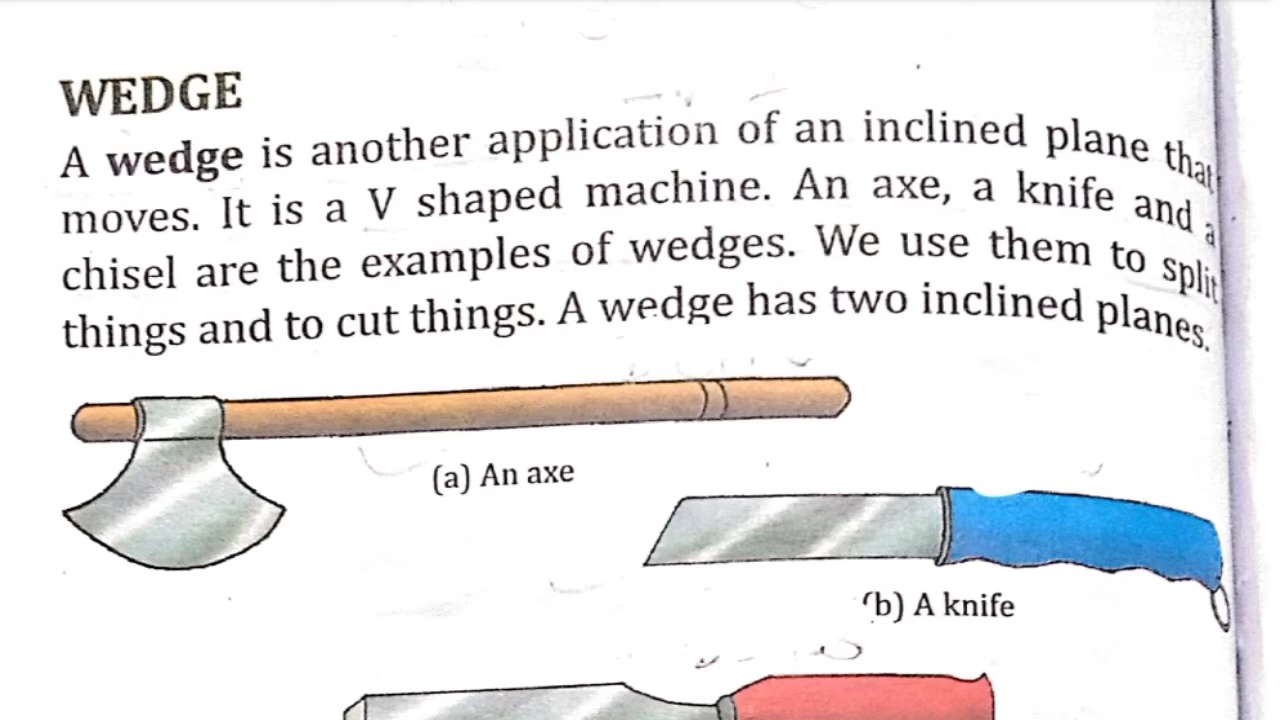 WEDGE
A wedge is another application of an inclined plane that
moves. It is a V shaped machine. An axe, a knife and a
chisel are the examples of wedges. We use them to split
things and to cut things. A wedge has two inclined planes.
(a) An axe
(b) A knife